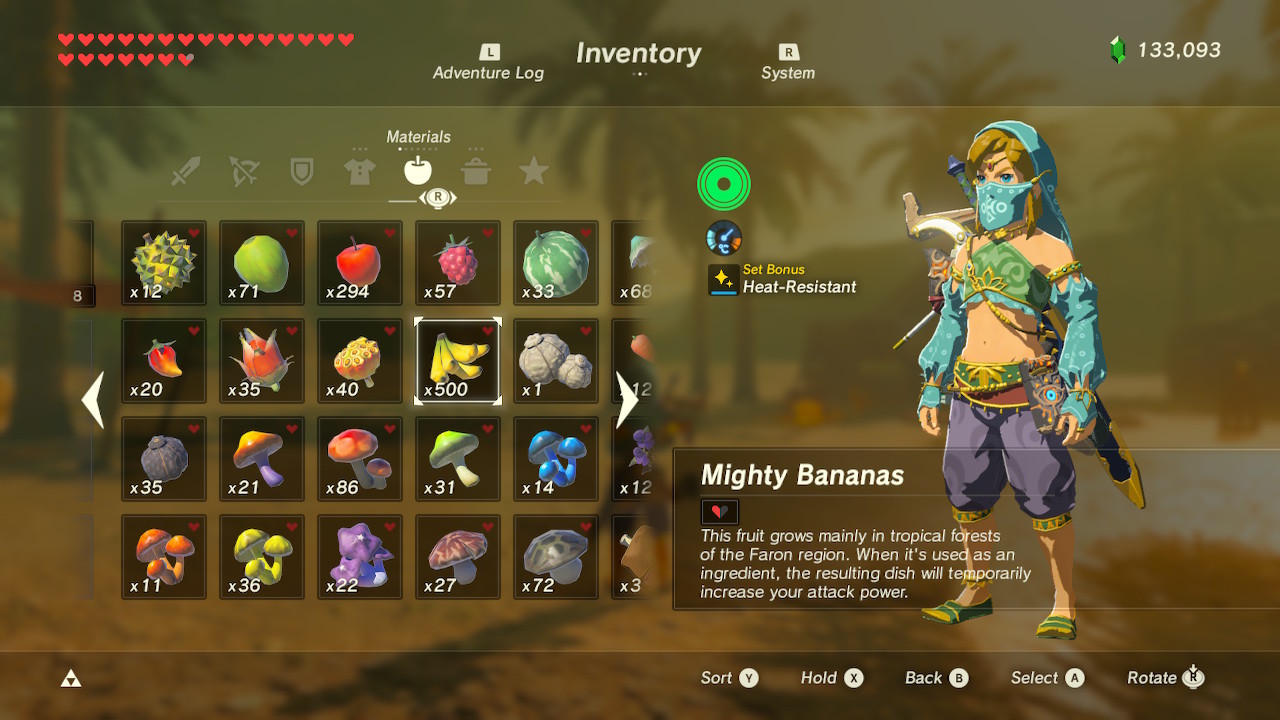 L
Inventory
R
133,093
Adventure Log
System
Materials
R
x12
x71
x294
x57
x33
x68
8
Set Bonus
Heat-Resistant
x20
x35
x40
x500
x1
12
x35
x21
x86
x31
x14
x12
x11
x36
x22
x27
x72
x3
Mighty Bananas
This fruit grows mainly in tropical forests
of the Faron region. When it's used as an
ingredient, the resulting dish will temporarily
increase your attack power.
Sort Y
Hold X
Back B
Select A
Rotate R